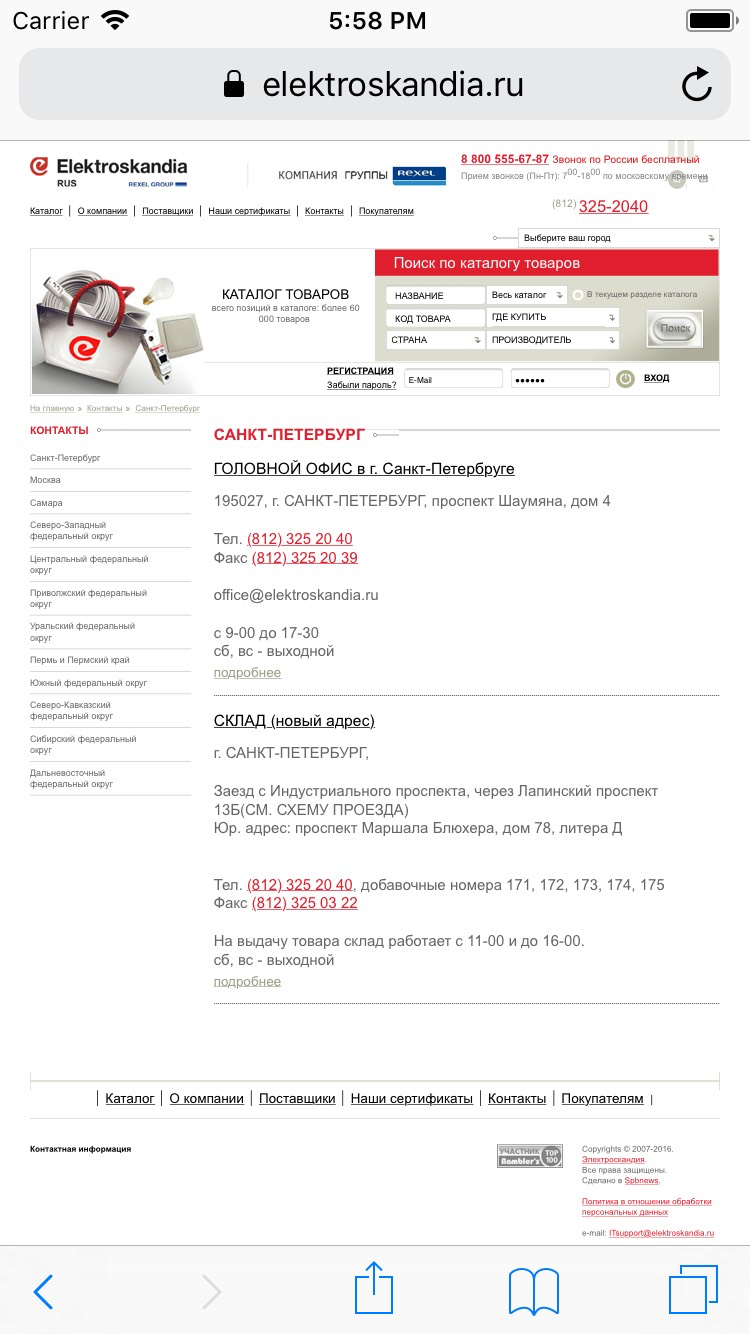 Carrier 5:58 PM
elektroskandia.ru
Elektroskandia
RUS REXEL GROUP
КОМПАНИЯ ГРУППЫ REXEL
8 800 555-67-87 Звонок по России бесплатный
Прием звонков (Пн-Пт): 7 00 -18 00 по московскому времени
(812) 325-2040
Каталог | О компании | Поставщики | Наши сертификаты | Контакты | Покупателям
Выберите ваш город
Поиск по каталогу товаров
КАТАЛОГ ТОВАРОВ
всего позиций в каталоге: более 60
000 товаров
НАЗВАНИЕ Весь каталог В текущем разделе каталога
КОД ТОВАРА ГДЕ КУПИТЬ
СТРАНА ПРОИЗВОДИТЕЛЬ
Поиск
РЕГИСТРАЦИЯ
Забыли пароль?
E-Mail •••••• ВХОД
На главную » Контакты » Санкт-Петербург
КОНТАКТЫ
Санкт-Петербург
Москва
Самара
Северо-Западный
федеральный округ
Центральный федеральный
округ
Приволжский федеральный
округ
Уральский федеральный
округ
Пермь и Пермский край
Южный федеральный округ
Северо-Кавказский
федеральный округ
Сибирский федеральный
округ
Дальневосточный
федеральный округ
САНКТ-ПЕТЕРБУРГ
ГОЛОВНОЙ ОФИС в г. Санкт-Петербруге
195027, г. САНКТ-ПЕТЕРБУРГ, проспект Шаумяна, дом 4
Тел. (812) 325 20 40
Факс (812) 325 20 39
office@elektroskandia.ru
с 9-00 до 17-30
сб, вс - выходной
подробнее
СКЛАД (новый адрес)
г. САНКТ-ПЕТЕРБУРГ,
Заезд с Индустриального проспекта, через Лапинский проспект
13Б(СМ. СХЕМУ ПРОЕЗДА)
Юр. адрес: проспект Маршала Блюхера, дом 78, литера Д
Тел. (812) 325 20 40, добавочные номера 171, 172, 173, 174, 175
Факс (812) 325 03 22
На выдачу товара склад работает с 11-00 и до 16-00.
сб, вс - выходной
подробнее
| Каталог | О компании | Поставщики | Наши сертификаты | Контакты | Покупателям |
Контактная информация
УЧАСТНИК
Rambler's TOP 100
Copyrights © 2007-2016.
Электроскандия.
Все права защищены.
Сделано в Spbnews.
Политика в отношении обработки
персональных данных
e-mail: ITsupport@elektroskandia.ru